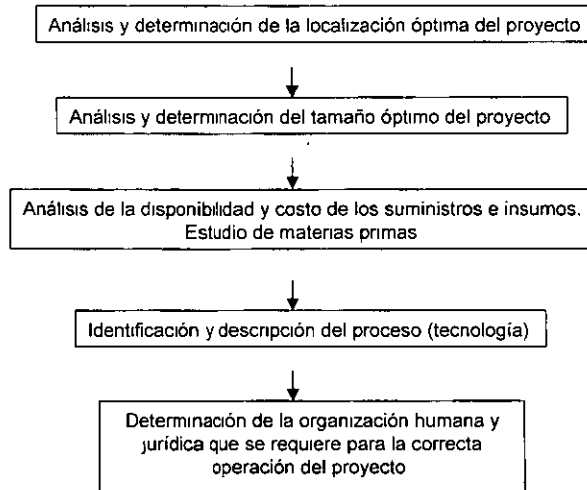 Análisis y determinación de la localización óptima del proyecto
Análisis y determinación del tamaño óptimo del proyecto
Análisis de la disponibilidad y costo de los suministros e insumos.
Estudio de materias primas
Identificación y descripción del proceso (tecnología)
Determinación de la organización humana y
jurídica que se requiere para la correcta
operación del proyecto